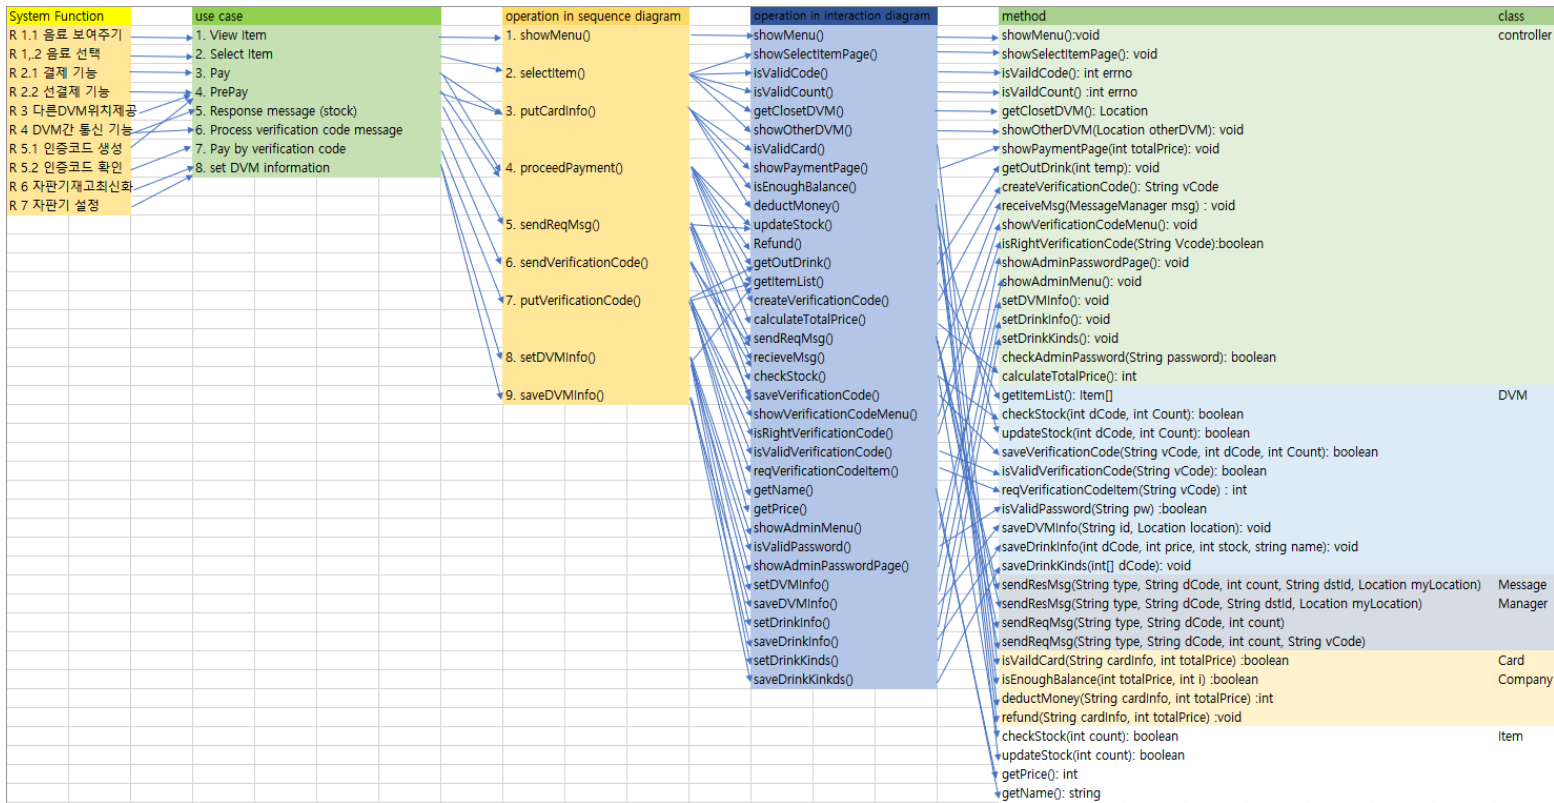 System Function
R 1.1 음료 보여주기
R 1,.2 음료 선택
R 2.1 결제 기능
R 2.2 선결제 기능
R 3 다른DVM위치제공
R 4 DVM간 통신 기능
R 5.1 인증코드 생성
R 5.2 인증코드 확인
R 6 자판기재고최신화
R 7 자판기 설정
use case
1. View Item
2. Select Item
3. Pay
4. PrePay
5. Response message (stock)
6. Process verification code message
7. Pay by verification code
8. set DVM information
operation in sequence diagram
1. showMenu()
2. selectItem()
3. putCardInfo()
4. proceedPayment()
5. sendReqMsg()
6. sendVerificationCode()
7. putVerificationCode()
8. setDVMInfo()
9. saveDVMInfo()
operation in interaction diagram
showMenu()
showSelectItemPage()
isValidCode()
isValidCount()
getClosetDVM()
showOtherDVM()
isValidCard()
showPaymentPage()
isEnoughBalance()
deductMoney()
updateStock()
Refund()
getOutDrink()
getItemList()
createVerificationCode()
calculateTotalPrice()
sendReqMsg()
recieveMsg()
checkStock()
saveVerificationCode()
showVerificationCodeMenu()
isRightVerificationCode()
isValidVerificationCode()
reqVerificationCodeItem()
getName()
getPrice()
showAdminMenu()
isValidPassword()
showAdminPasswordPage()
setDVMInfo()
saveDVMInfo()
setDrinkInfo()
saveDrinkInfo()
setDrinkKinds()
saveDrinkKinkds()
method
showMenu():void
showSelectItemPage(): void
isVaildCode(): int errno
isVaildCount() :int errno
getClosetDVM(): Location
showOtherDVM(Location otherDVM): void
showPaymentPage(int totalPrice): void
getOutDrink(int temp): void
createVerificationCode(): String vCode
receiveMsg(MessageManager msg) : void
showVerificationCodeMenu(): void
isRightVerificationCode(String Vcode):boolean
showAdminPasswordPage(): void
showAdminMenu(): void
setDVMInfo(): void
setDrinkInfo(): void
setDrinkKinds(): void
checkAdminPassword(String password): boolean
calculateTotalPrice(): int
getItemList(): Item[]
checkStock(int dCode, int Count): boolean
updateStock(int dCode, int Count): boolean
saveVerificationCode(String vCode, int dCode, int Count): boolean
isValidVerificationCode(String vCode): boolean
reqVerificationCodeItem(String vCode) : int
isValidPassword(String pw) :boolean
saveDVMInfo(String id, Location location): void
saveDrinkInfo(int dCode, int price, int stock, string name): void
saveDrinkKinds(int[] dCode): void
sendResMsg(String type, String dCode, int count, String dstId, Location myLocation)
sendResMsg(String type, String dCode, String dstId, Location myLocation)
sendReqMsg(String type, String dCode, int count)
sendReqMsg(String type, String dCode, int count, String vCode)
isVaildCard(String cardInfo, int totalPrice) :boolean
isEnoughBalance(int totalPrice, int i) :boolean
deductMoney(String cardInfo, int totalPrice) :int
refund(String cardInfo, int totalPrice) :void
checkStock(int count): boolean
updateStock(int count): boolean
getPrice(): int
getName(): string
class
controller
DVM
Message
Manager
Card
Company
Item